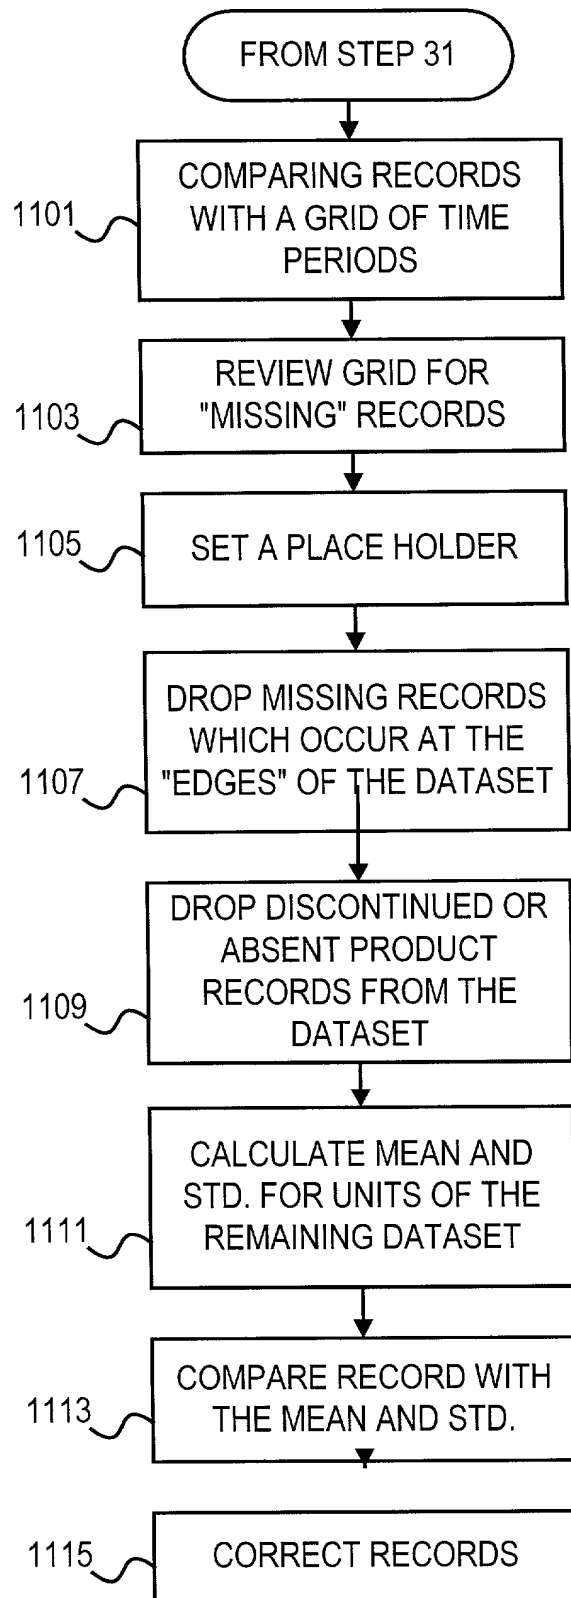 FROM STEP 31
1101
COMPARING RECORDS
WITH A GRID OF TIME
PERIODS
1103
REVIEW GRID FOR
"MISSING" RECORDS
1105
SET A PLACE HOLDER
1107
DROP MISSING RECORDS
WHICH OCCUR AT THE
"EDGES" OF THE DATASET
1109
DROP DISCONTINUED OR
ABSENT PRODUCT
RECORDS FROM THE
DATASET
1111
CALCULATE MEAN AND
STD. FOR UNITS OF THE
REMAINING DATASET
1113
COMPARE RECORD WITH
THE MEAN AND STD.
1115
CORRECT RECORDS